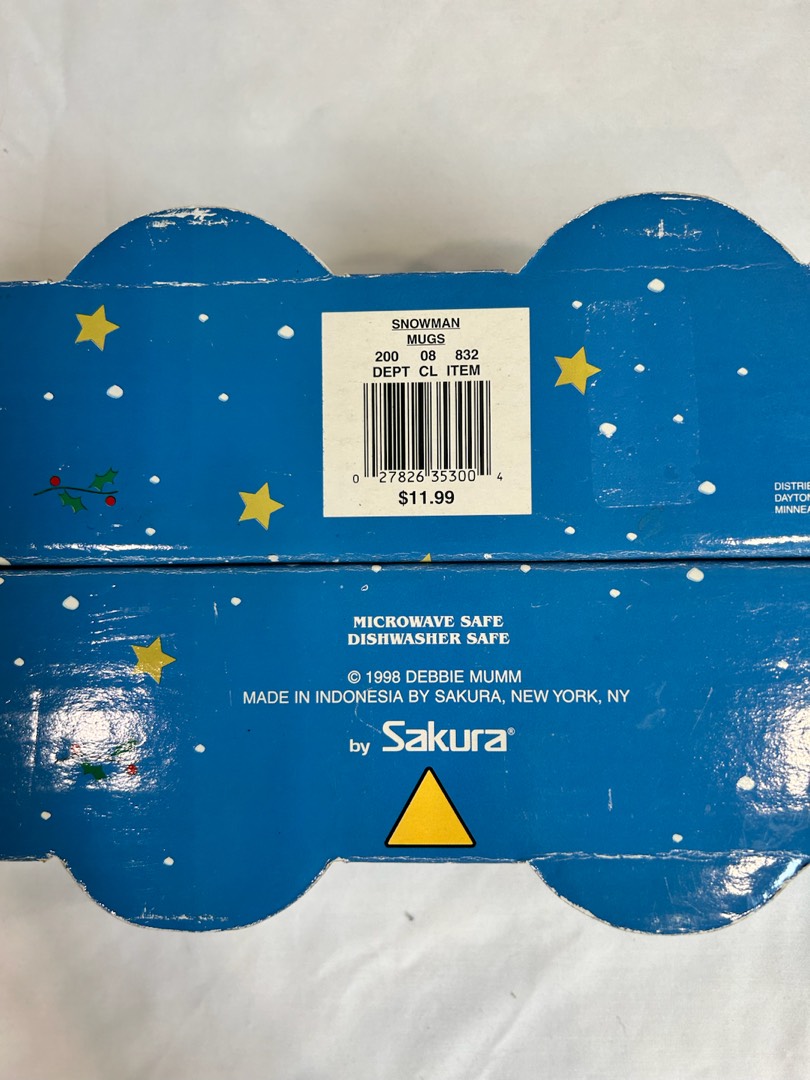 SNOWMAN
MUGS
200 08 832
DEPT CL ITEM
0 27826 35300 4
$11.99
DAYTON
MICROWAVE SAFE
DISHWASHER SAFE
© 1998 DEBBIE MUMM
MADE IN INDONESIA BY SAKURA, NEW YORK, NY
by Sakura®